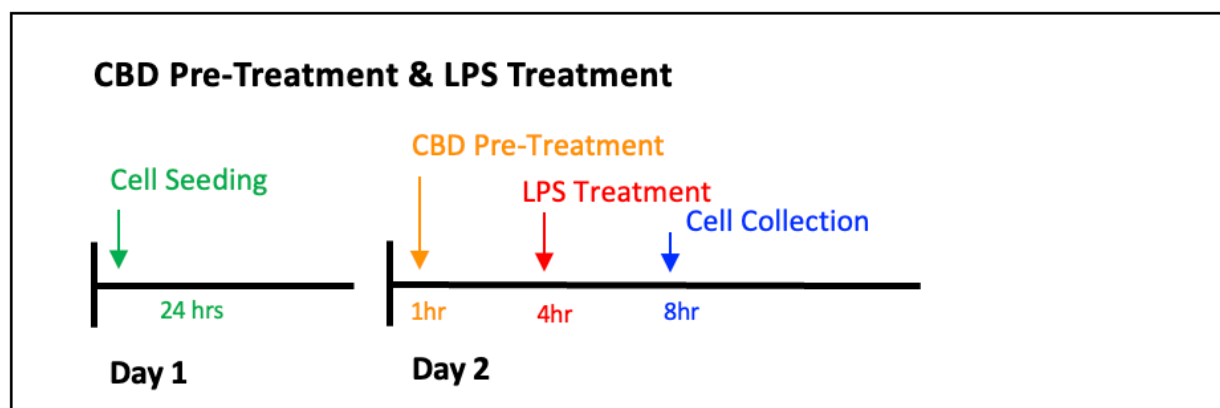 CBD Pre-Treatment & LPS Treatment
CBD Pre-Treatment
Cell Seeding
LPS Treatment
Cell Collection
24 hrs
1hr
4hr
8hr
Day 1
Day 2